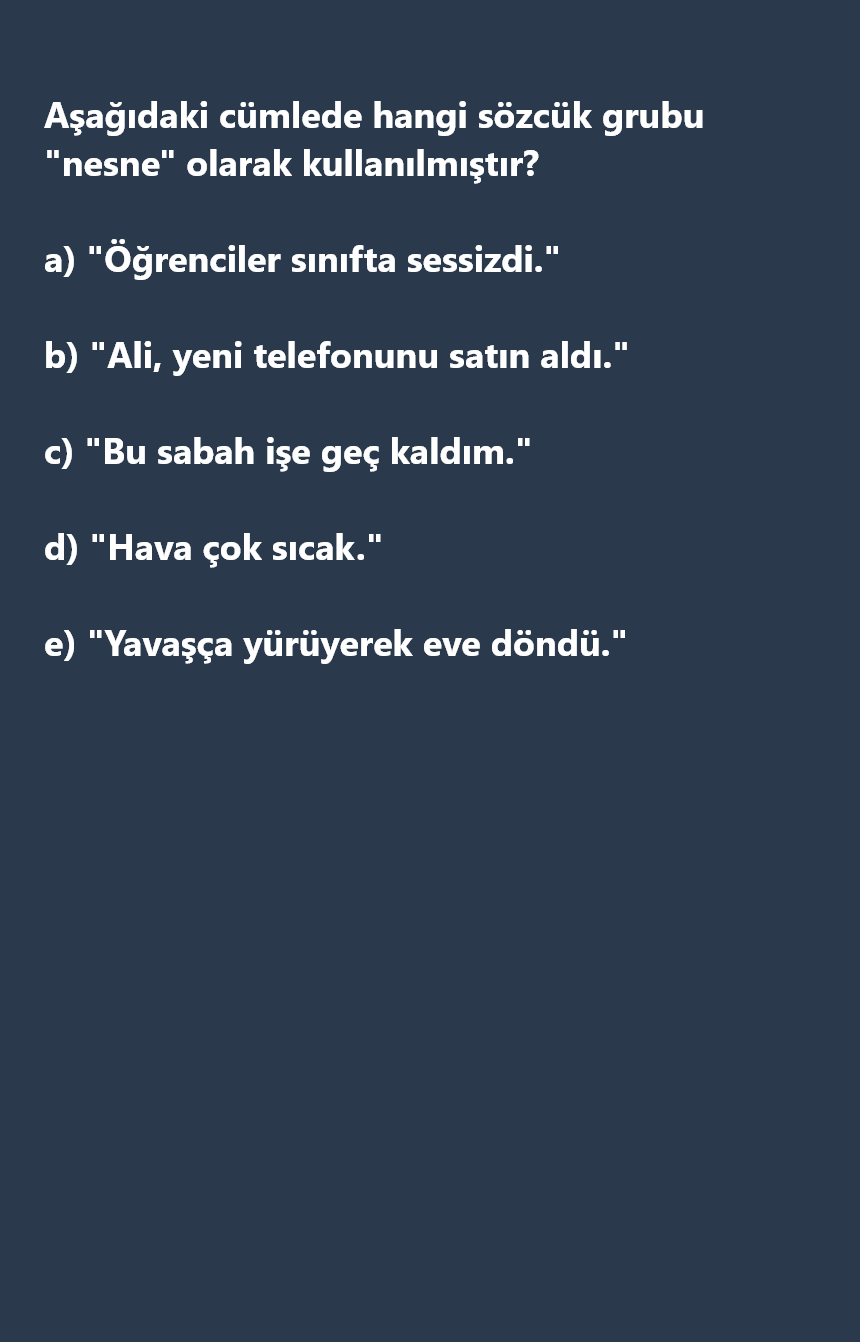 Aşağıdaki cümlede hangi sözcük grubu
"nesne" olarak kullanılmıştır?
a) "Öğrenciler sınıfta sessizdi."
b) "Ali, yeni telefonunu satın aldı."
c) "Bu sabah işe geç kaldım."
d) "Hava çok sıcak."
e) "Yavaşça yürüyerek eve döndü."